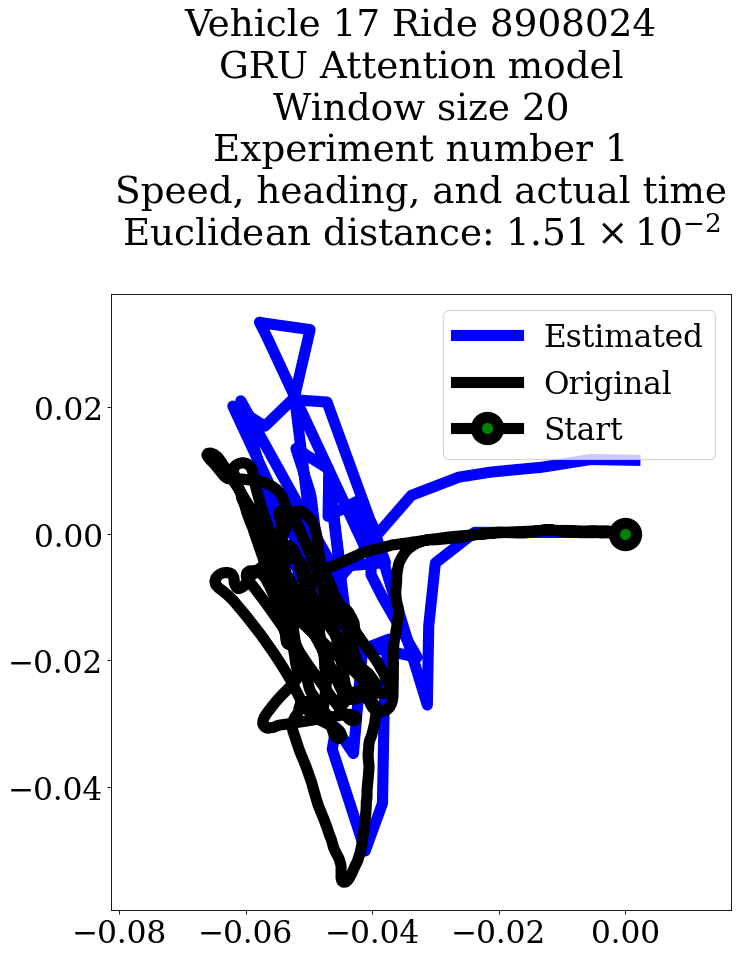 Vehicle 17 Ride 8908024
GRU Attention model
Window size 20
Experiment number 1
Speed, heading, and actual time
Euclidean distance: 1.51 × 10⁻²
Estimated
Original
Start
0.02
0.00
−0.02
−0.04
−0.08 −0.06 −0.04 −0.02 0.00